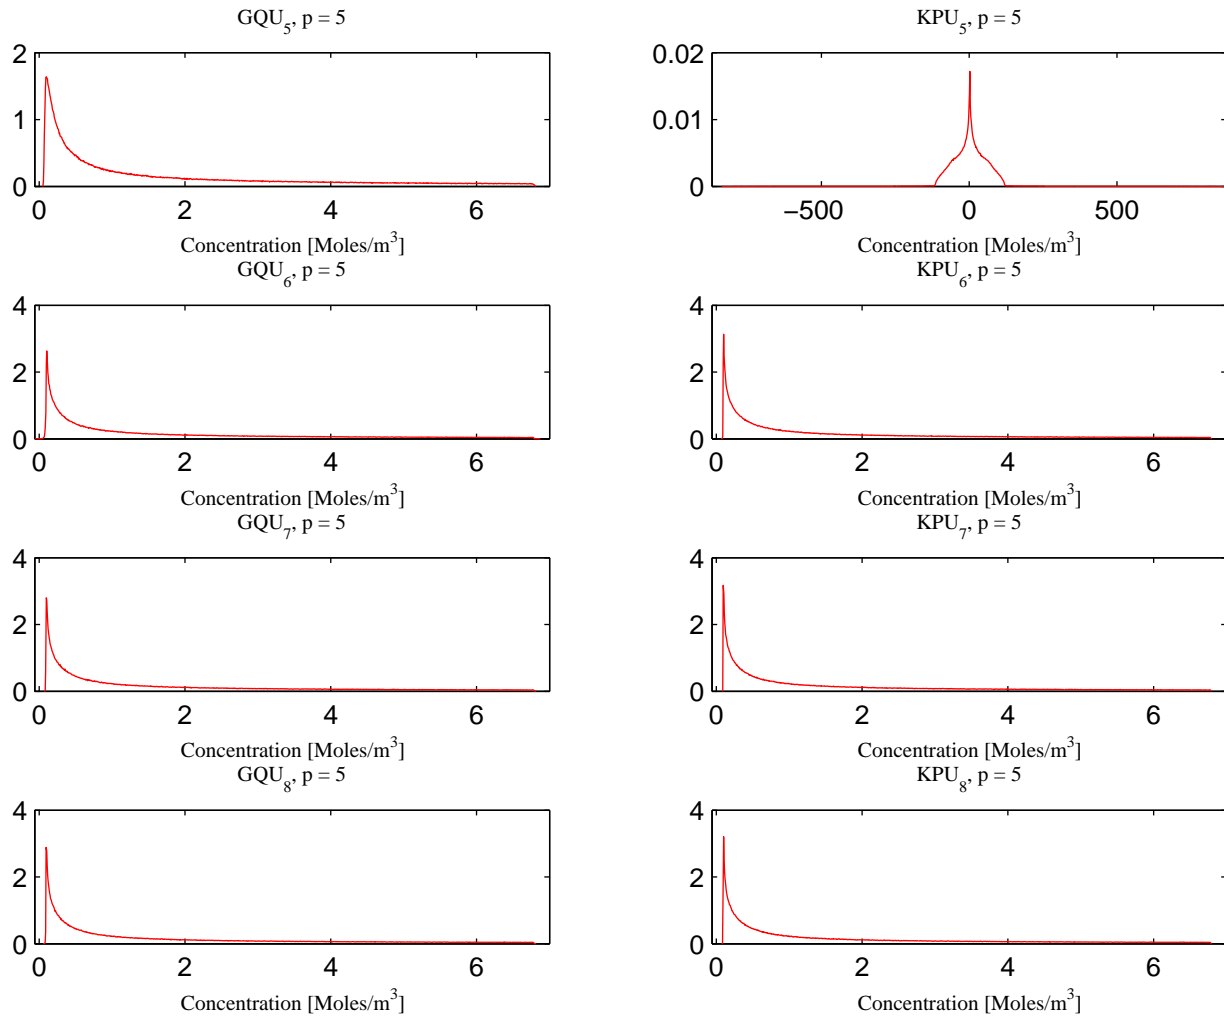 GQU5, p = 5
2
1
0
0 2 4 6
Concentration [Moles/m3]
KPU5, p = 5
0.02
0.01
0
−500 0 500
Concentration [Moles/m3]
GQU6, p = 5
4
2
0
0 2 4 6
Concentration [Moles/m3]
KPU6, p = 5
4
2
0
0 2 4 6
Concentration [Moles/m3]
GQU7, p = 5
4
2
0
0 2 4 6
Concentration [Moles/m3]
KPU7, p = 5
4
2
0
0 2 4 6
Concentration [Moles/m3]
GQU8, p = 5
4
2
0
0 2 4 6
Concentration [Moles/m3]
KPU8, p = 5
4
2
0
0 2 4 6
Concentration [Moles/m3]